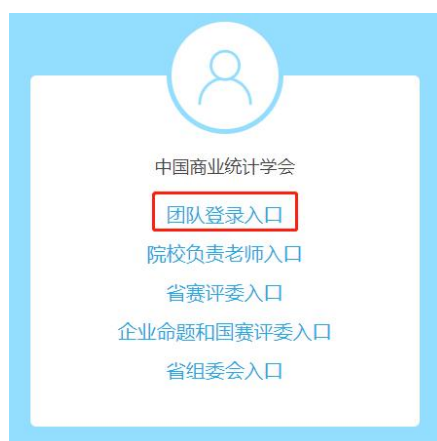 中国商业统计学会
团队登录入口
院校负责老师入口
省赛评委入口
企业命题和国赛评委入口
省组委会入口